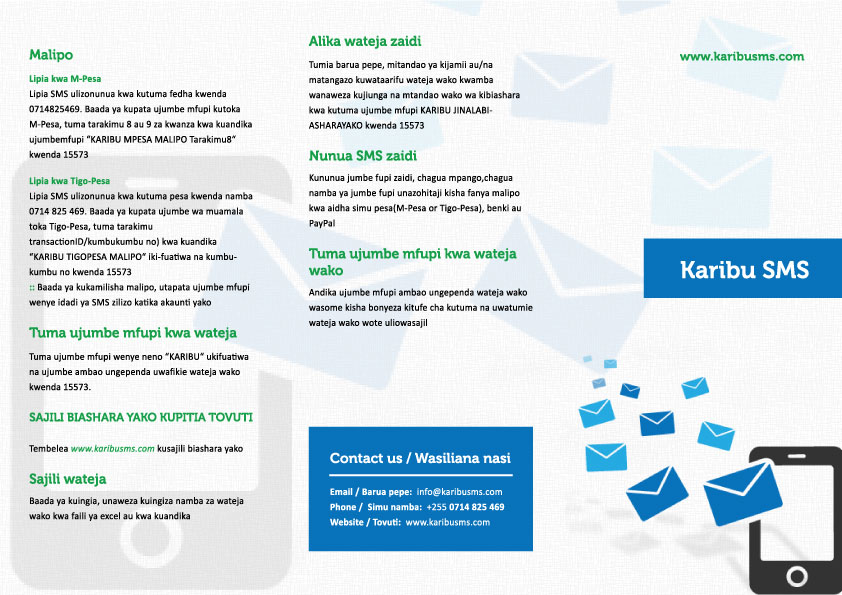 Malipo
Lipia kwa M-Pesa
Lipia SMS ulizonunua kwa kutuma fedha kwenda
0714825469. Baada ya kupata ujumbe mfupi kutoka
M-Pesa, tuma tarakimu 8 au 9 za kwanza kwa kuandika
ujumbemfupi “KARIBU MPESA MALIPO Tarakimu8”
kwenda 15573
Lipia kwa Tigo-Pesa
Lipia SMS ulizonunua kwa kutuma pesa kwenda namba
0714 825 469. Baada ya kupata ujumbe wa muamala
toka Tigo-Pesa, tuma tarakimu
transactionID/kumbukumbu no) kwa kuandika
“KARIBU TIGOPESA MALIPO” iki-fuatiwa na kumbu-
kumbu no kwenda 15573
:: Baada ya kukamilisha malipo, utapata ujumbe mfupi
wenye idadi ya SMS zilizo katika akaunti yako
Tuma ujumbe mfupi kwa wateja
Tuma ujumbe mfupi wenye neno “KARIBU” ukifuatiwa
na ujumbe ambao ungependa uwafikie wateja wako
kwenda 15573.
SAJILI BIASHARA YAKO KUPITIA TOVUTI
Tembelea www.karibusms.com kusajili biashara yako
Sajili wateja
Baada ya kuingia, unaweza kuingiza namba za wateja
wako kwa faili ya excel au kwa kuandika
Alika wateja zaidi
Tumia barua pepe, mitandao ya kijamii au/na
matangazo kuwataarifu wateja wako kwamba
wanaweza kujiunga na mtandao wako wa kibiashara
kwa kutuma ujumbe mfupi KARIBU JINALABI-
ASHARAYAKO kwenda 15573
Nunua SMS zaidi
Kununua jumbe fupi zaidi, chagua mpango,chagua
namba ya jumbe fupi unazohitaji kisha fanya malipo
kwa aidha simu pesa(M-Pesa or Tigo-Pesa), benki au
PayPal
Tuma ujumbe mfupi kwa wateja
wako
Andika ujumbe mfupi ambao ungependa wateja wako
wasome kisha bonyeza kitufe cha kutuma na uwatumie
wateja wako wote uliowasajil
Contact us / Wasiliana nasi
Email / Barua pepe: info@karibusms.com
Phone / Simu namba: +255 0714 825 469
Website / Tovuti: www.karibusms.com
www.karibusms.com
Karibu SMS